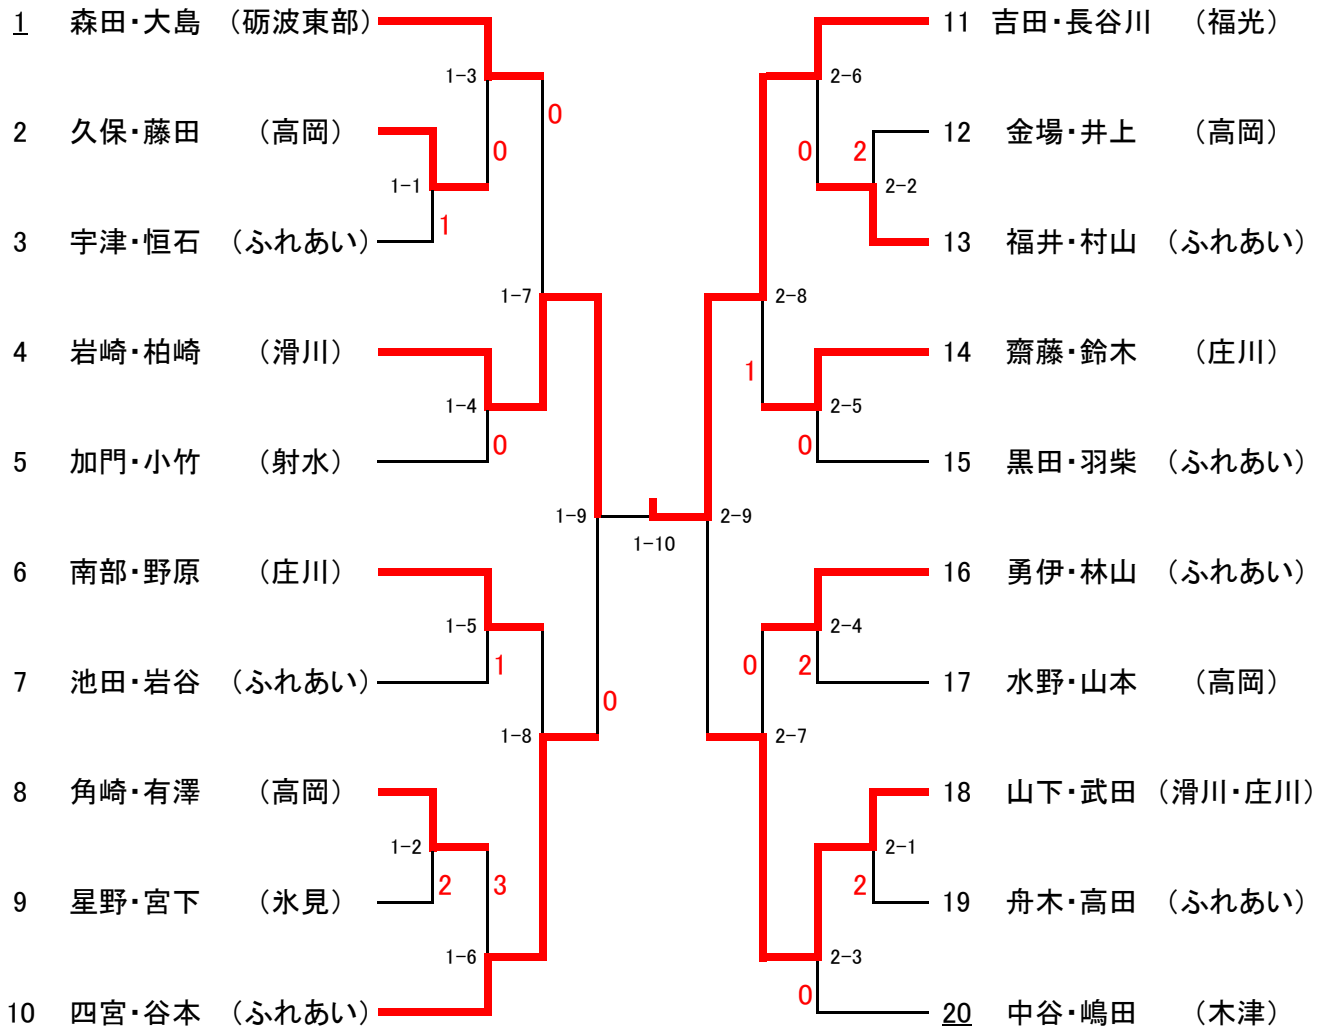 1 森田・大島 （砺波東部）
1-3
0
2 久保・藤田 （高岡）
0
1-1
1
3 宇津・恒石 （ふれあい）
1-7
4 岩崎・柏崎 （滑川）
1-4
0
5 加門・小竹 （射水）
1-9
1-10
6 南部・野原 （庄川）
1-5
1
7 池田・岩谷 （ふれあい）
0
1-8
8 角崎・有澤 （高岡）
1-2
2 3
9 星野・宮下 （氷見）
1-6
10 四宮・谷本 （ふれあい）
11 吉田・長谷川 （福光）
2-6
12 金場・井上 （高岡）
0 2
2-2
13 福井・村山 （ふれあい）
2-8
14 齋藤・鈴木 （庄川）
1
2-5
0
15 黒田・羽柴 （ふれあい）
2-9
16 勇伊・林山 （ふれあい）
2-4
0 2
17 水野・山本 （高岡）
2-7
18 山下・武田 （滑川・庄川）
2-1
2
19 舟木・高田 （ふれあい）
2-3
0
20 中谷・嶋田 （木津）